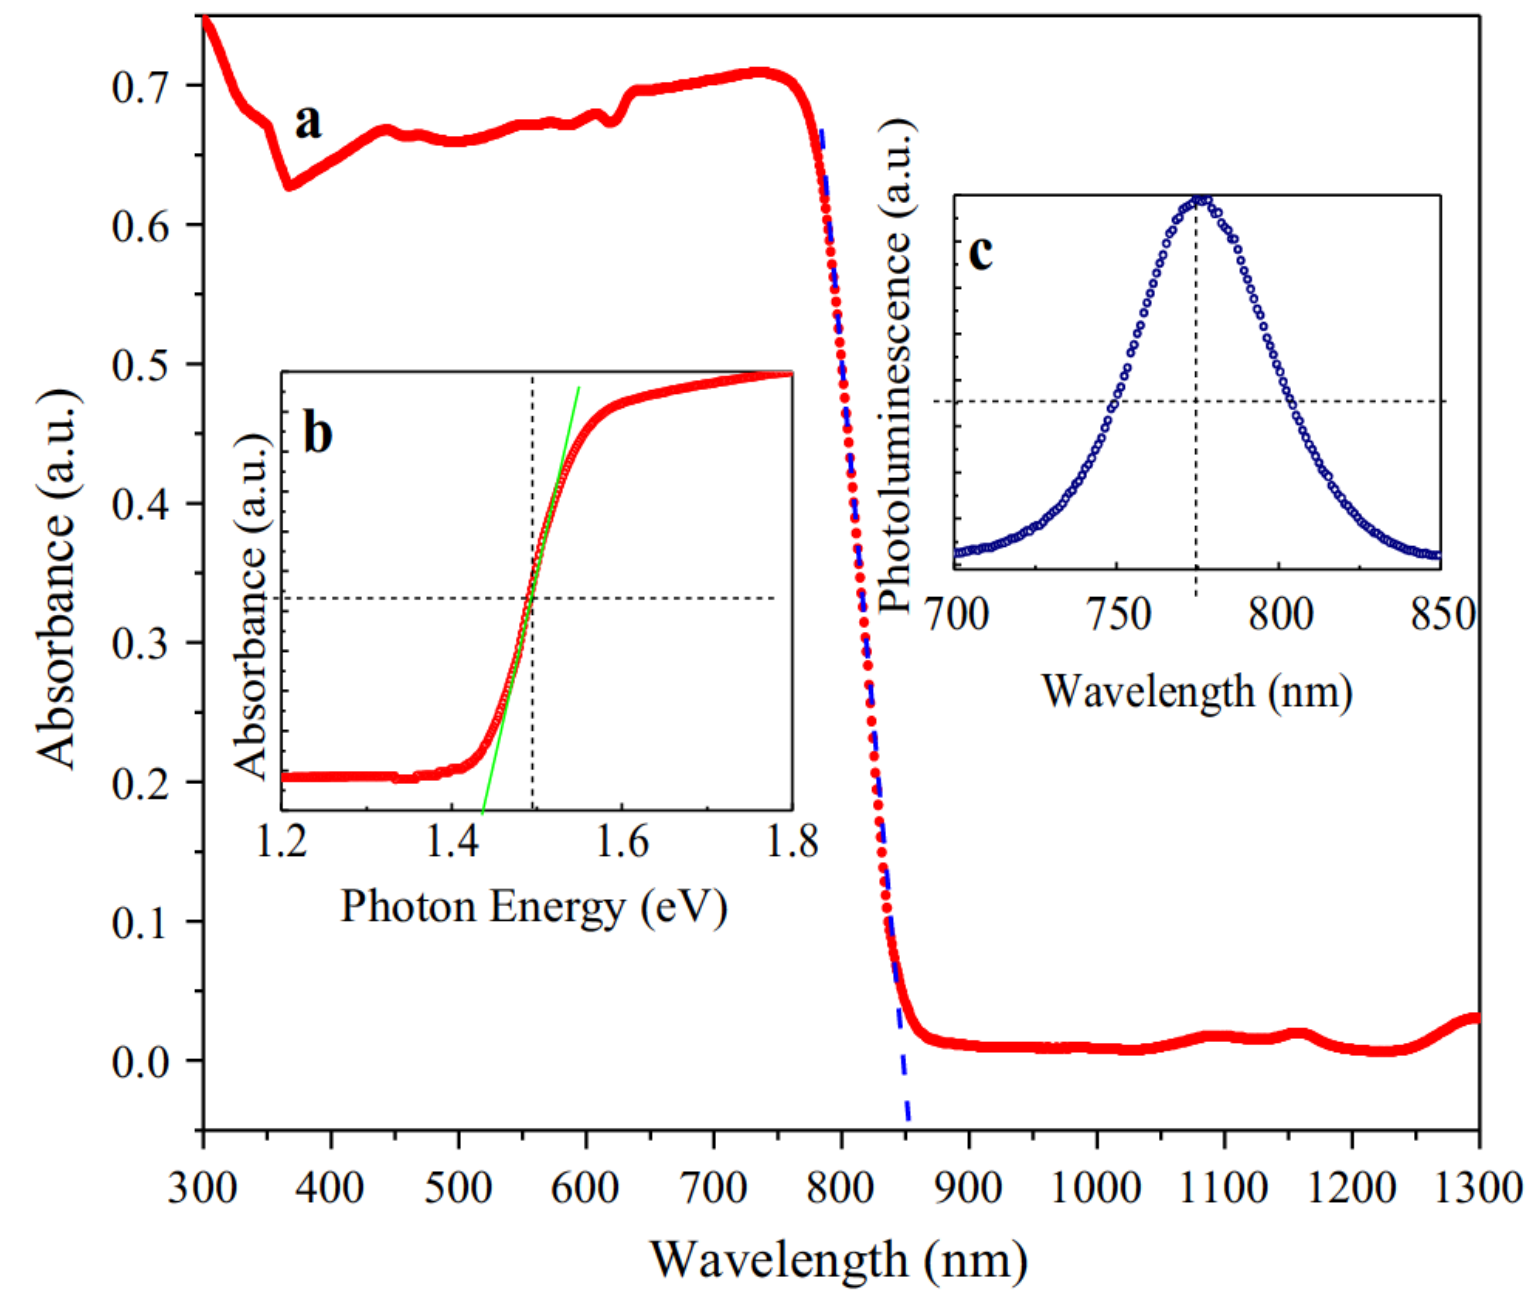 Absorbance (a.u.)
0.7
0.6
0.5
0.4
0.3
0.2
0.1
0.0
a
300 400 500 600 700 800 900 1000 1100 1200 1300
Wavelength (nm)
Absorbance (a.u.)
b
1.2 1.4 1.6 1.8
Photon Energy (eV)
Photoluminescence (a.u.)
c
700 750 800 850
Wavelength (nm)